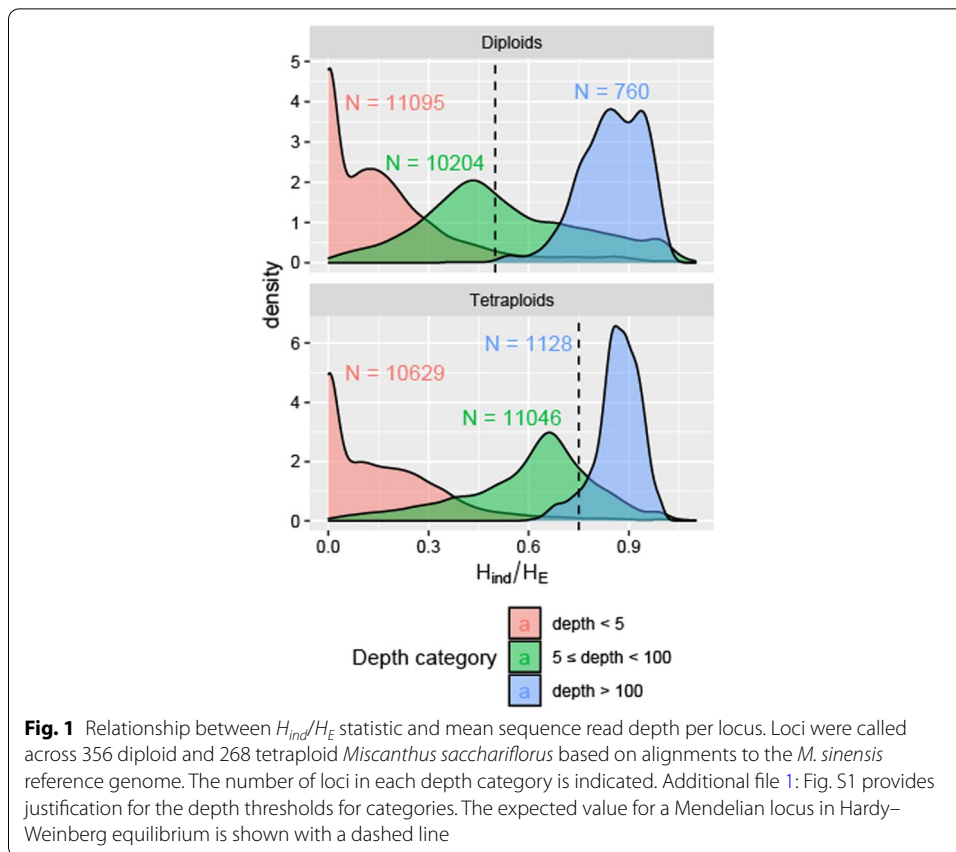 Diploids
5
4
3
2
1
0
N = 11095
N = 10204
N = 760
density
Tetraploids
6
4
2
0
N = 10629
N = 11046
N = 1128
0.0 0.3 0.6 0.9
H_ind/H_E
Depth category
a depth < 5
a 5 ≤ depth < 100
a depth > 100
Fig. 1 Relationship between H_ind/H_E statistic and mean sequence read depth per locus. Loci were called
across 356 diploid and 268 tetraploid Miscanthus sacchariflorus based on alignments to the M. sinensis
reference genome. The number of loci in each depth category is indicated. Additional file 1: Fig. S1 provides
justification for the depth thresholds for categories. The expected value for a Mendelian locus in Hardy–
Weinberg equilibrium is shown with a dashed line